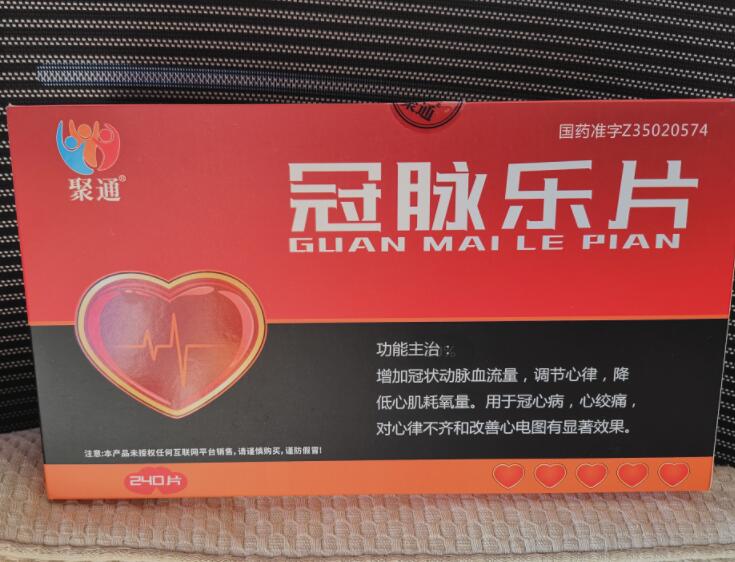 聚通
国药准字Z35020574
聚通®
冠脉乐片
GUAN MAI LE PIAN
功能主治:
增加冠状动脉血流量，调节心律，降
低心肌耗氧量。用于冠心病，心绞痛，
对心律不齐和改善心电图有显著效果。
注意:本产品未授权任何互联网平台销售，请谨慎购买，谨防假冒!
240片